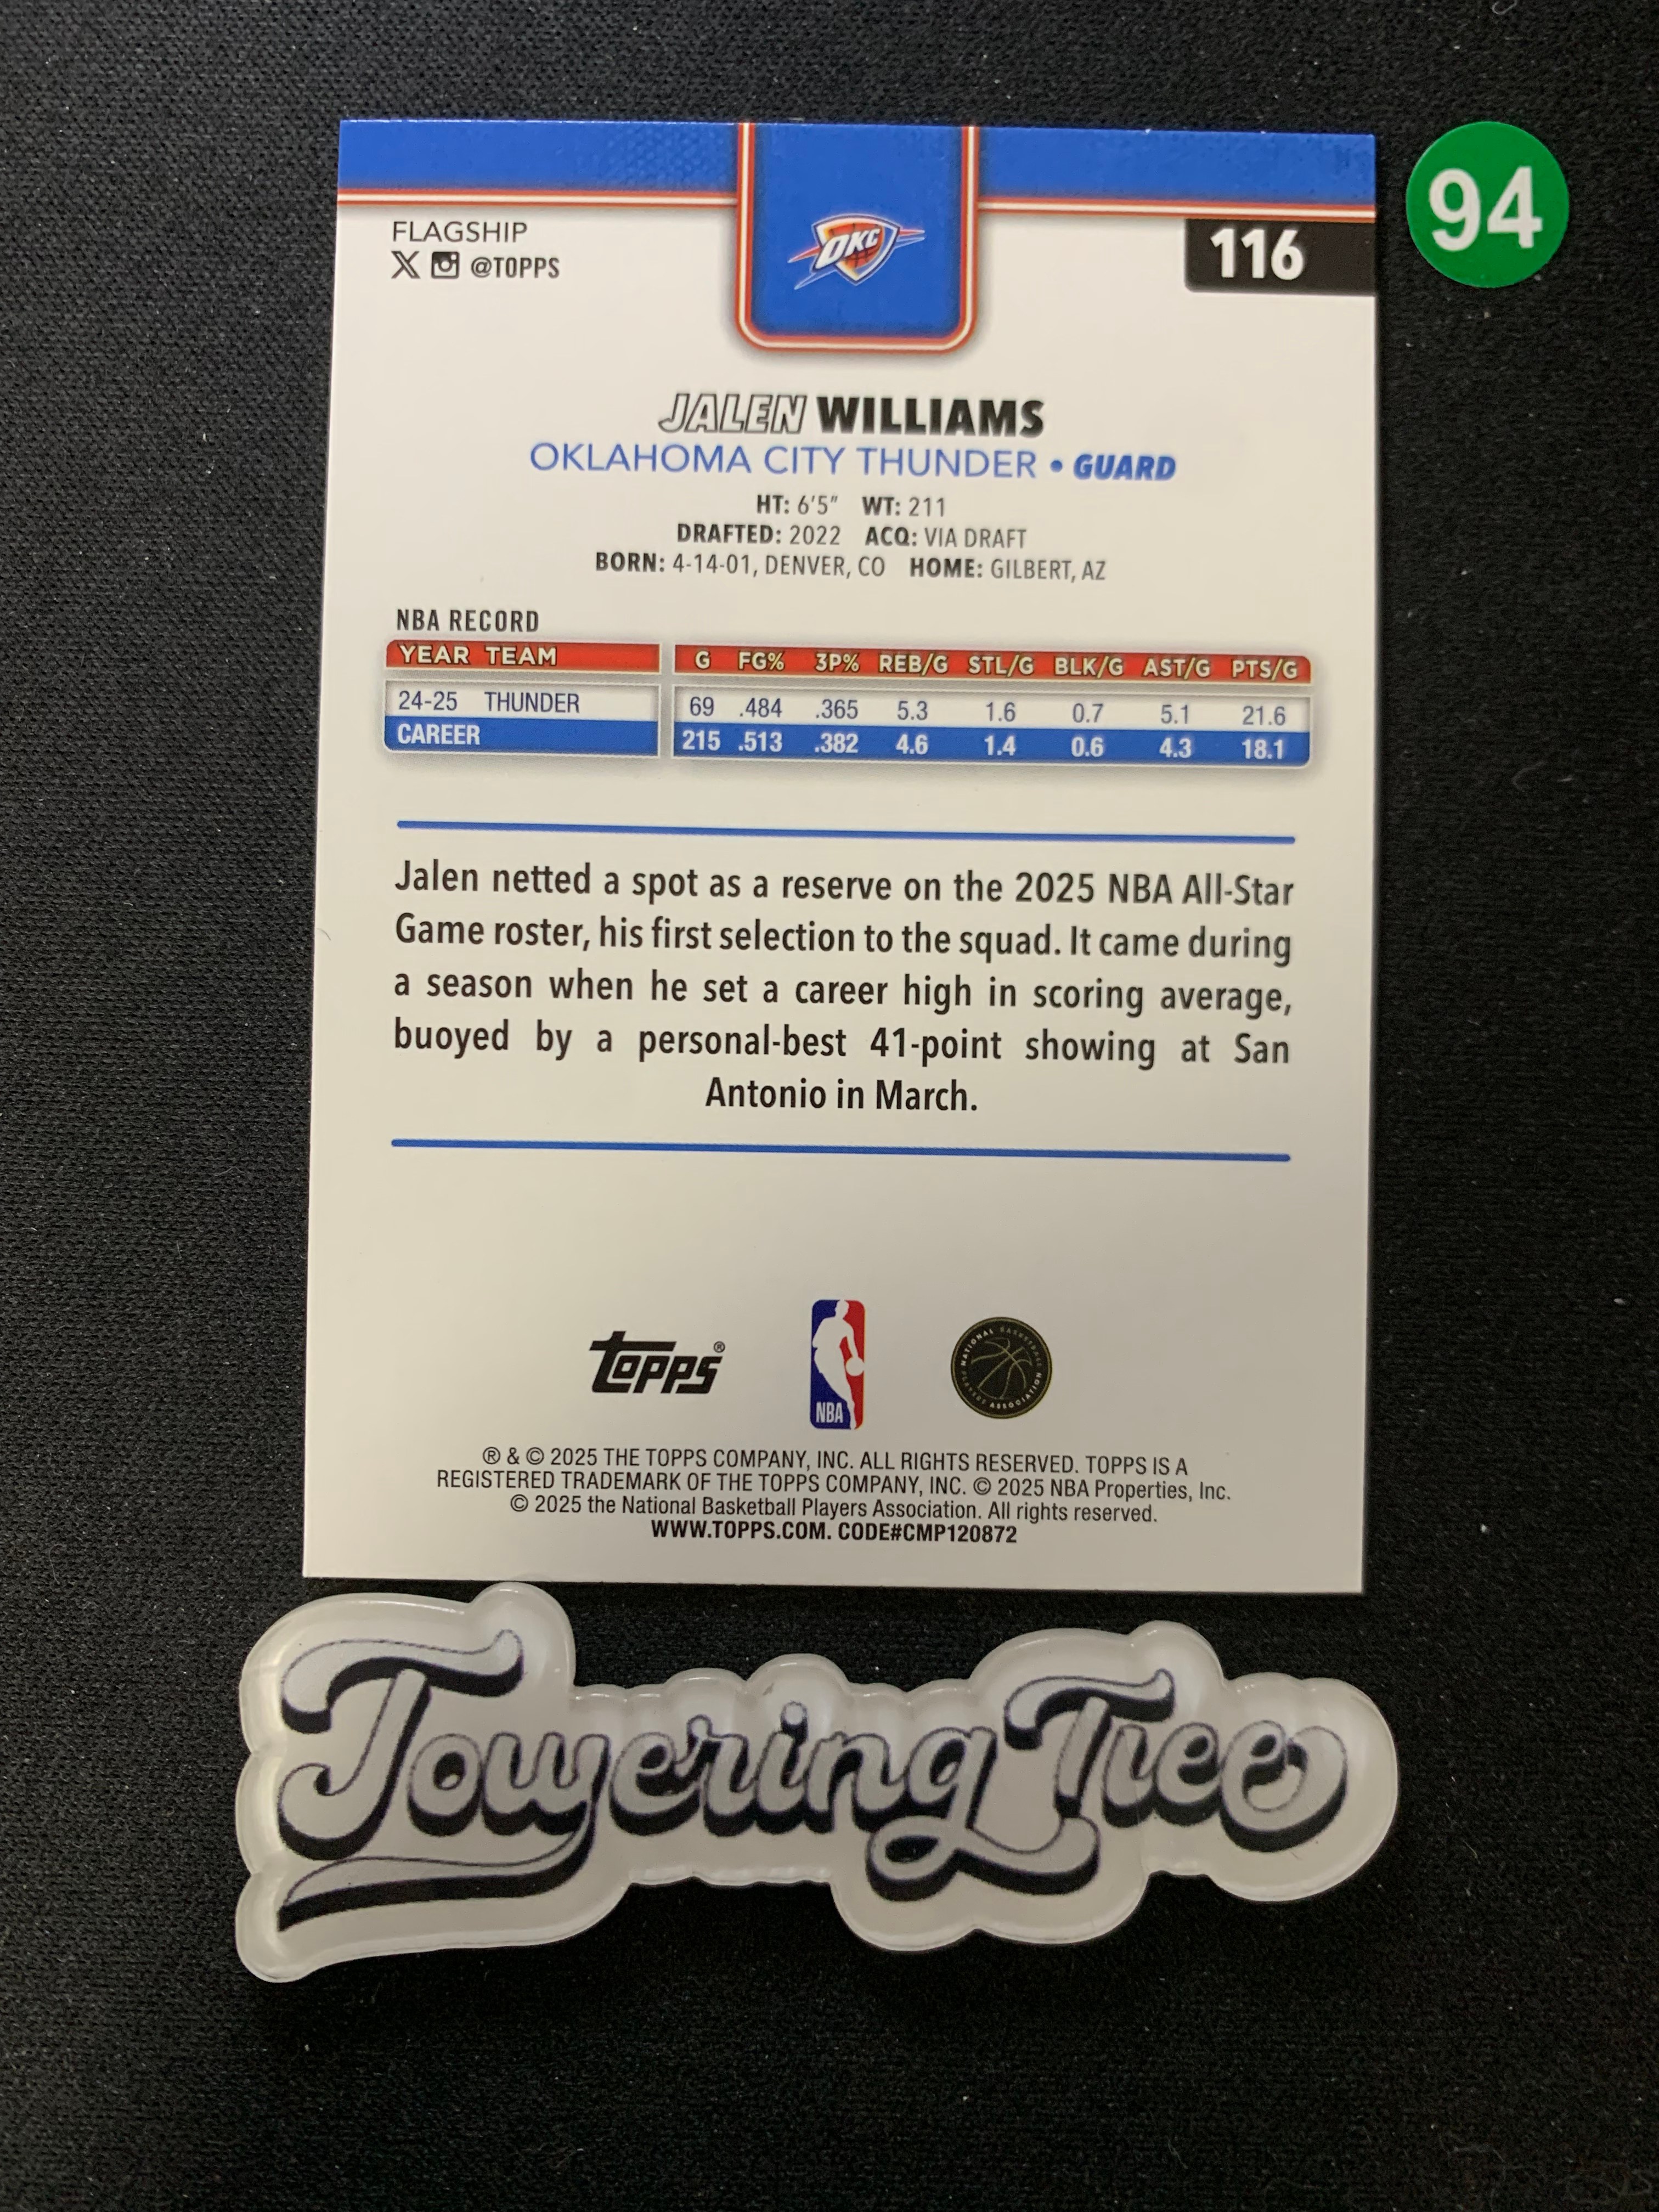 94
FLAGSHIP
X @TOPPS
OKC
116
JALEN WILLIAMS
OKLAHOMA CITY THUNDER • GUARD
HT: 6'5" WT: 211
DRAFTED: 2022 ACQ: VIA DRAFT
BORN: 4-14-01, DENVER, CO HOME: GILBERT, AZ
NBA RECORD
YEAR TEAM G FG% 3P% REB/G STL/G BLK/G AST/G PTS/G
24-25 THUNDER 69 .484 .365 5.3 1.6 0.7 5.1 21.6
CAREER 215 .513 .382 4.6 1.4 0.6 4.3 18.1
Jalen netted a spot as a reserve on the 2025 NBA All-Star
Game roster, his first selection to the squad. It came during
a season when he set a career high in scoring average,
buoyed by a personal-best 41-point showing at San
Antonio in March.
topps®
NBA
NATIONAL BASKETBALL PLAYERS ASSOCIATION
® & © 2025 THE TOPPS COMPANY, INC. ALL RIGHTS RESERVED. TOPPS IS A
REGISTERED TRADEMARK OF THE TOPPS COMPANY, INC. © 2025 NBA Properties, Inc.
© 2025 the National Basketball Players Association. All rights reserved.
WWW.TOPPS.COM. CODE#CMP120872
Towering Tree